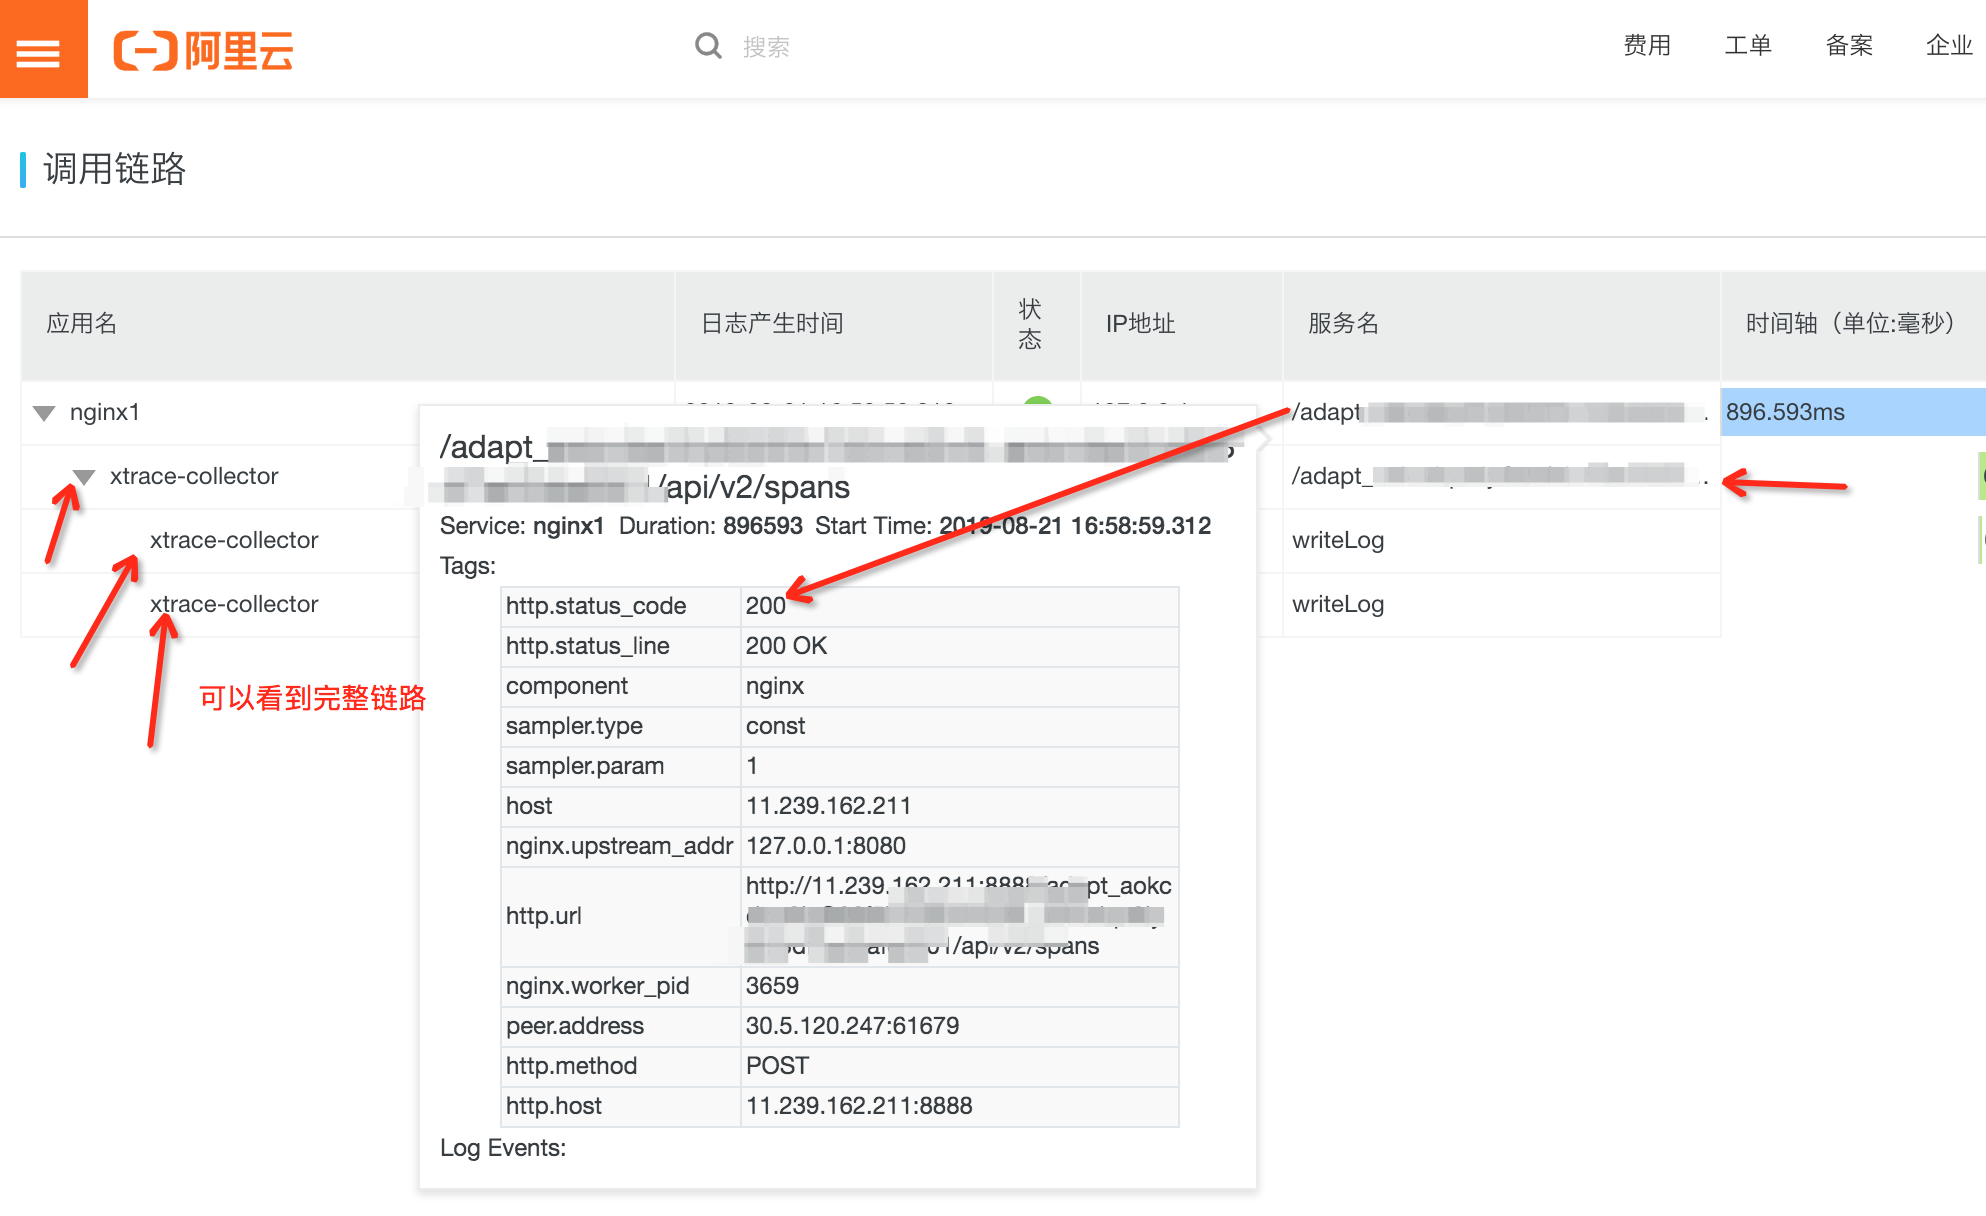 阿里云
搜索
费用
工单
备案
企业
调用链路
应用名
日志产生时间
状态
IP地址
服务名
时间轴（单位:毫秒）
nginx1
/adapt
896.593ms
xtrace-collector
/adapt_
xtrace-collector
writeLog
xtrace-collector
writeLog
可以看到完整链路
/adapt_
/api/v2/spans
Service: nginx1 Duration: 896593 Start Time: 2019-08-21 16:58:59.312
Tags:
http.status_code 200
http.status_line 200 OK
component nginx
sampler.type const
sampler.param 1
host 11.239.162.211
nginx.upstream_addr 127.0.0.1:8080
http.url
http://11.239.162.211:8888/adapt_aokc
01/api/v2/spans
nginx.worker_pid 3659
peer.address 30.5.120.247:61679
http.method POST
http.host 11.239.162.211:8888
Log Events: